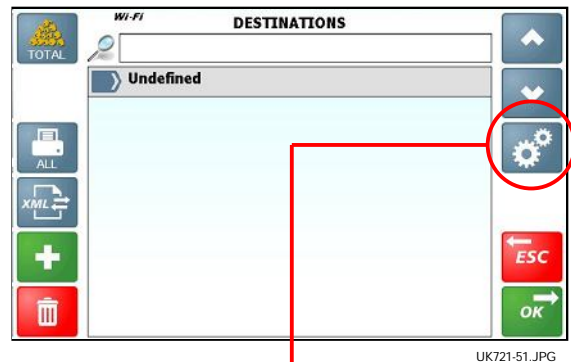 Wi-Fi
DESTINATIONS
TOTAL
Undefined
ALL
XML
ESC
OK
UK721-51.JPG